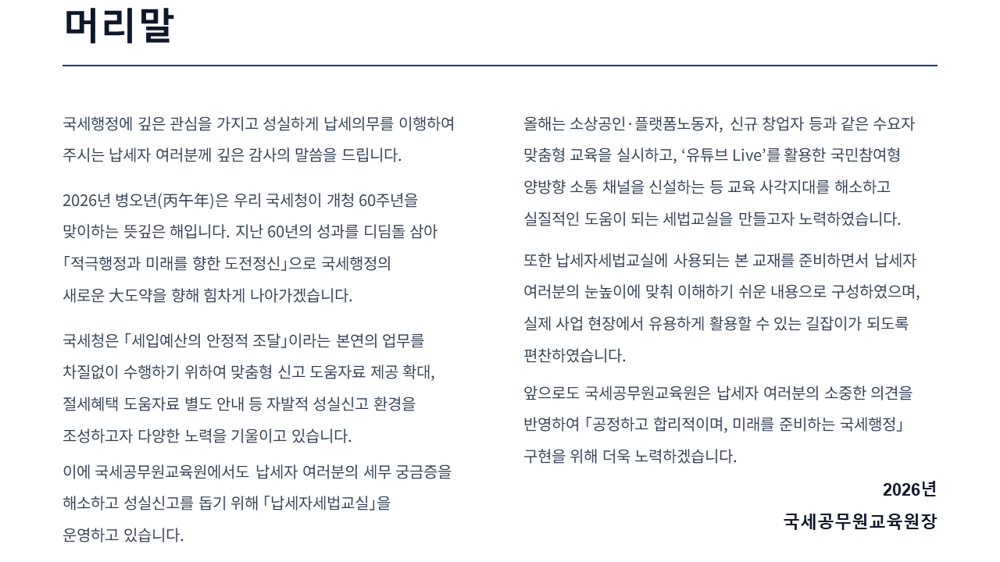 머리말
국세행정에 깊은 관심을 가지고 성실하게 납세의무를 이행하여
주시는 납세자 여러분께 깊은 감사의 말씀을 드립니다.
2026년 병오년(丙午年)은 우리 국세청이 개청 60주년을
맞이하는 뜻깊은 해입니다. 지난 60년의 성과를 디딤돌 삼아
「적극행정과 미래를 향한 도전정신」으로 국세행정의
새로운 大도약을 향해 힘차게 나아가겠습니다.
국세청은 「세입예산의 안정적 조달」이라는 본연의 업무를
차질없이 수행하기 위하여 맞춤형 신고 도움자료 제공 확대,
절세혜택 도움자료 별도 안내 등 자발적 성실신고 환경을
조성하고자 다양한 노력을 기울이고 있습니다.
이에 국세공무원교육원에서도 납세자 여러분의 세무 궁금증을
해소하고 성실신고를 돕기 위해 「납세자세법교실」을
운영하고 있습니다.
올해는 소상공인·플랫폼노동자, 신규 창업자 등과 같은 수요자
맞춤형 교육을 실시하고, ‘유튜브 Live’를 활용한 국민참여형
양방향 소통 채널을 신설하는 등 교육 사각지대를 해소하고
실질적인 도움이 되는 세법교실을 만들고자 노력하였습니다.
또한 납세자세법교실에 사용되는 본 교재를 준비하면서 납세자
여러분의 눈높이에 맞춰 이해하기 쉬운 내용으로 구성하였으며,
실제 사업 현장에서 유용하게 활용할 수 있는 길잡이가 되도록
편찬하였습니다.
앞으로도 국세공무원교육원은 납세자 여러분의 소중한 의견을
반영하여 「공정하고 합리적이며, 미래를 준비하는 국세행정」
구현을 위해 더욱 노력하겠습니다.
2026년
국세공무원교육원장